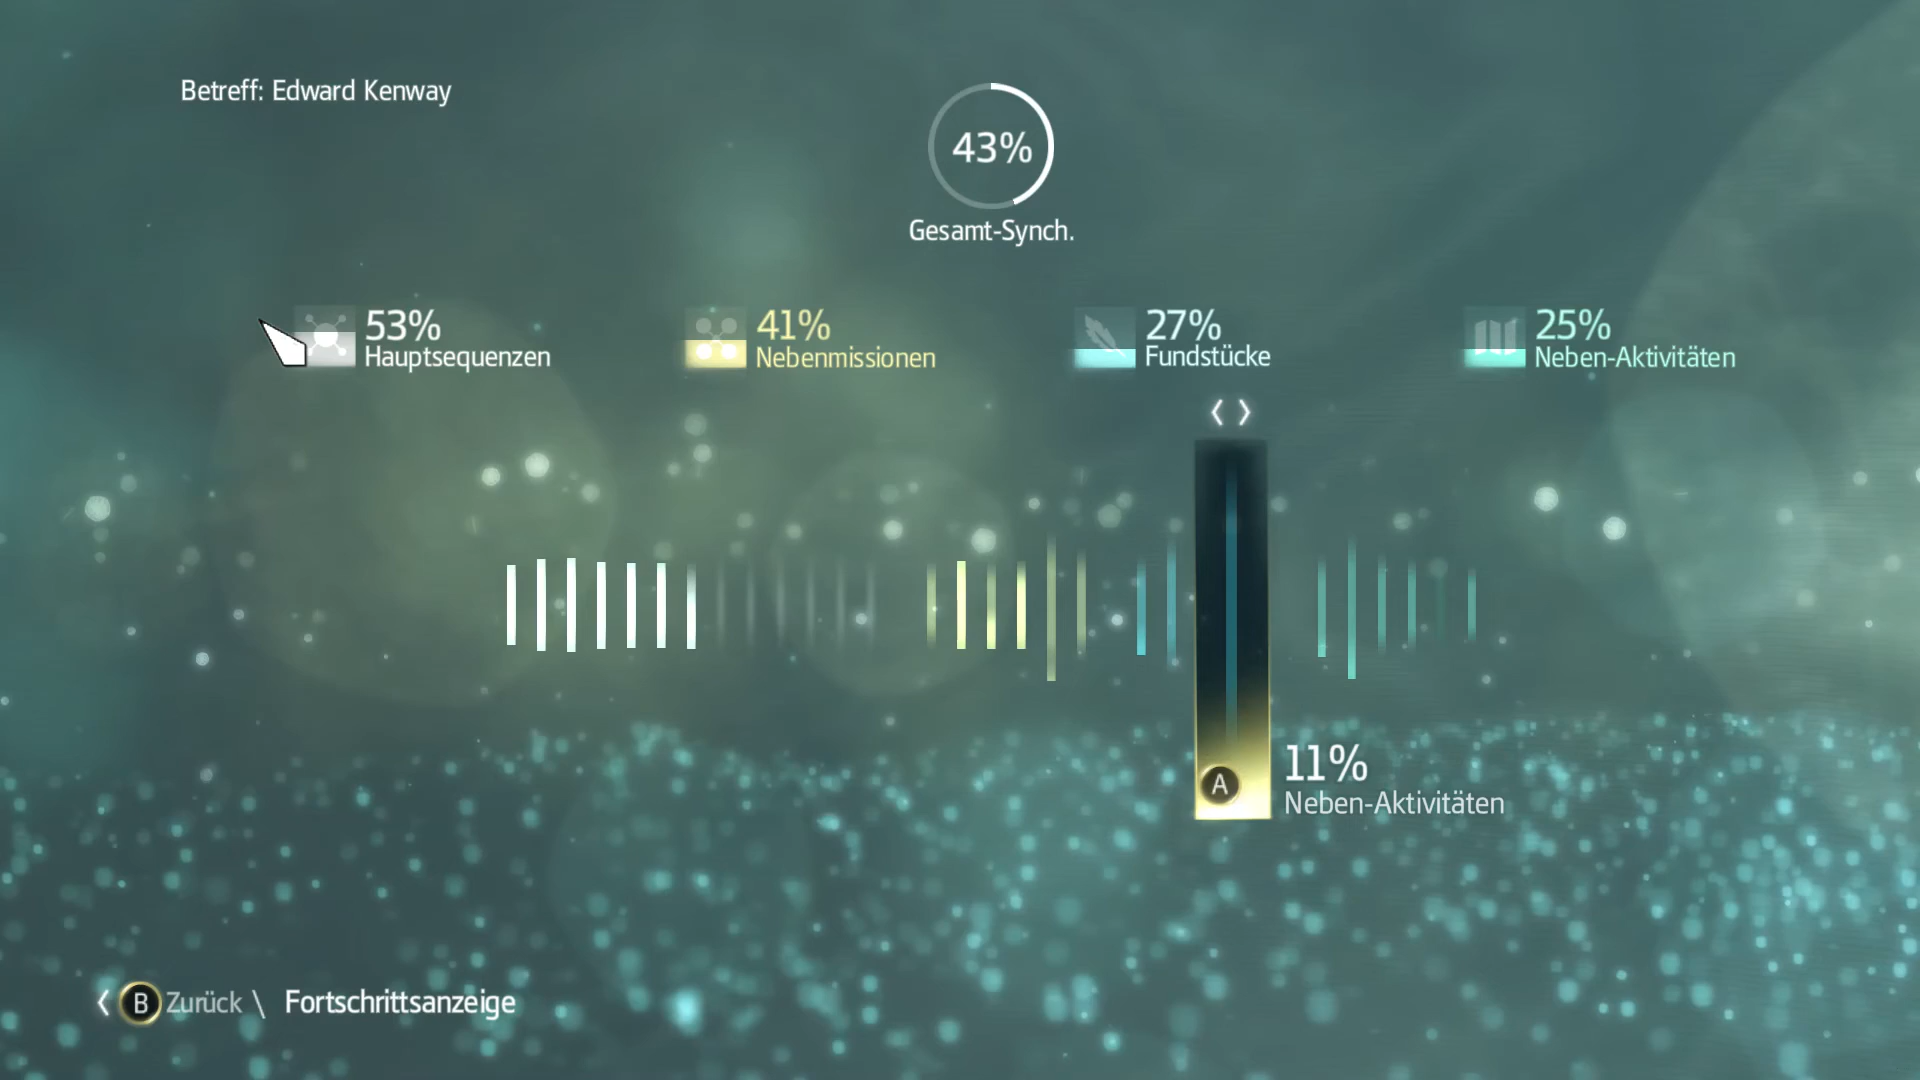 Betreff: Edward Kenway
43%
Gesamt-Synch.
53%
Hauptsequenzen
41%
Nebenmissionen
27%
Fundstücke
25%
Neben-Aktivitäten
A
11%
Neben-Aktivitäten
B Zurück \ Fortschrittsanzeige